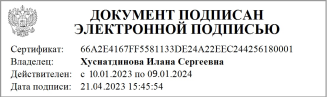 ДОКУМЕНТ ПОДПИСАН
ЭЛЕКТРОННОЙ ПОДПИСЬЮ
Сертификат: 66A2E4167FF5581133DE24A22EEC244256180001
Владелец: Хуснатдинова Илана Сергеевна
Действителен: с 10.01.2023 по 09.01.2024
Дата подписи: 21.04.2023 15:45:54